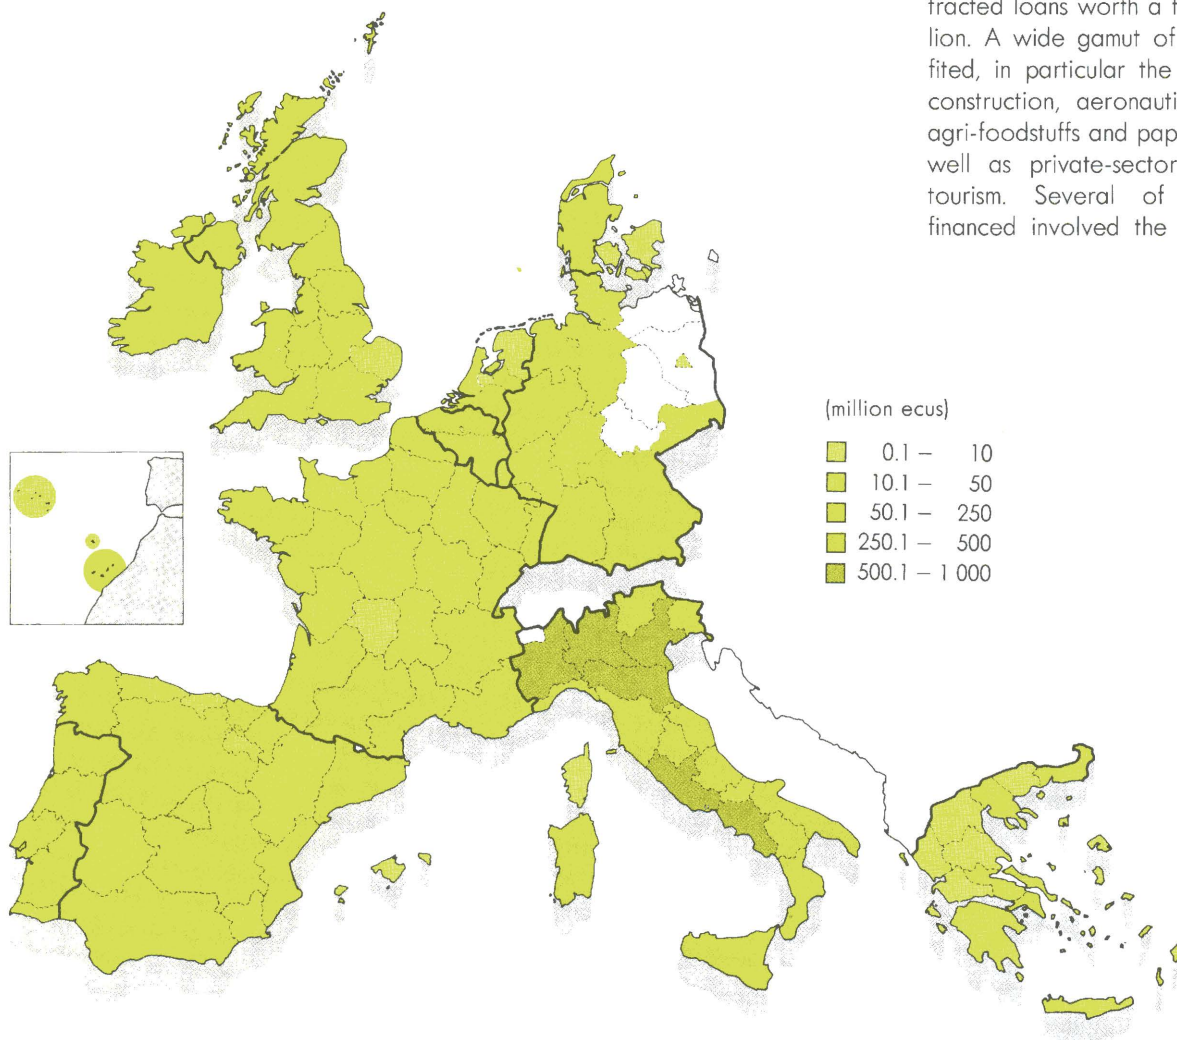 tracted loans worth a
lion. A wide gamut of
fited, in particular the
construction,
agri-foodstuffs and
well as private-sector
tourism. Several of
financed involved the
(million ecus)
0.1 – 10
10.1 – 50
50.1 – 250
250.1 – 500
500.1 – 1 000